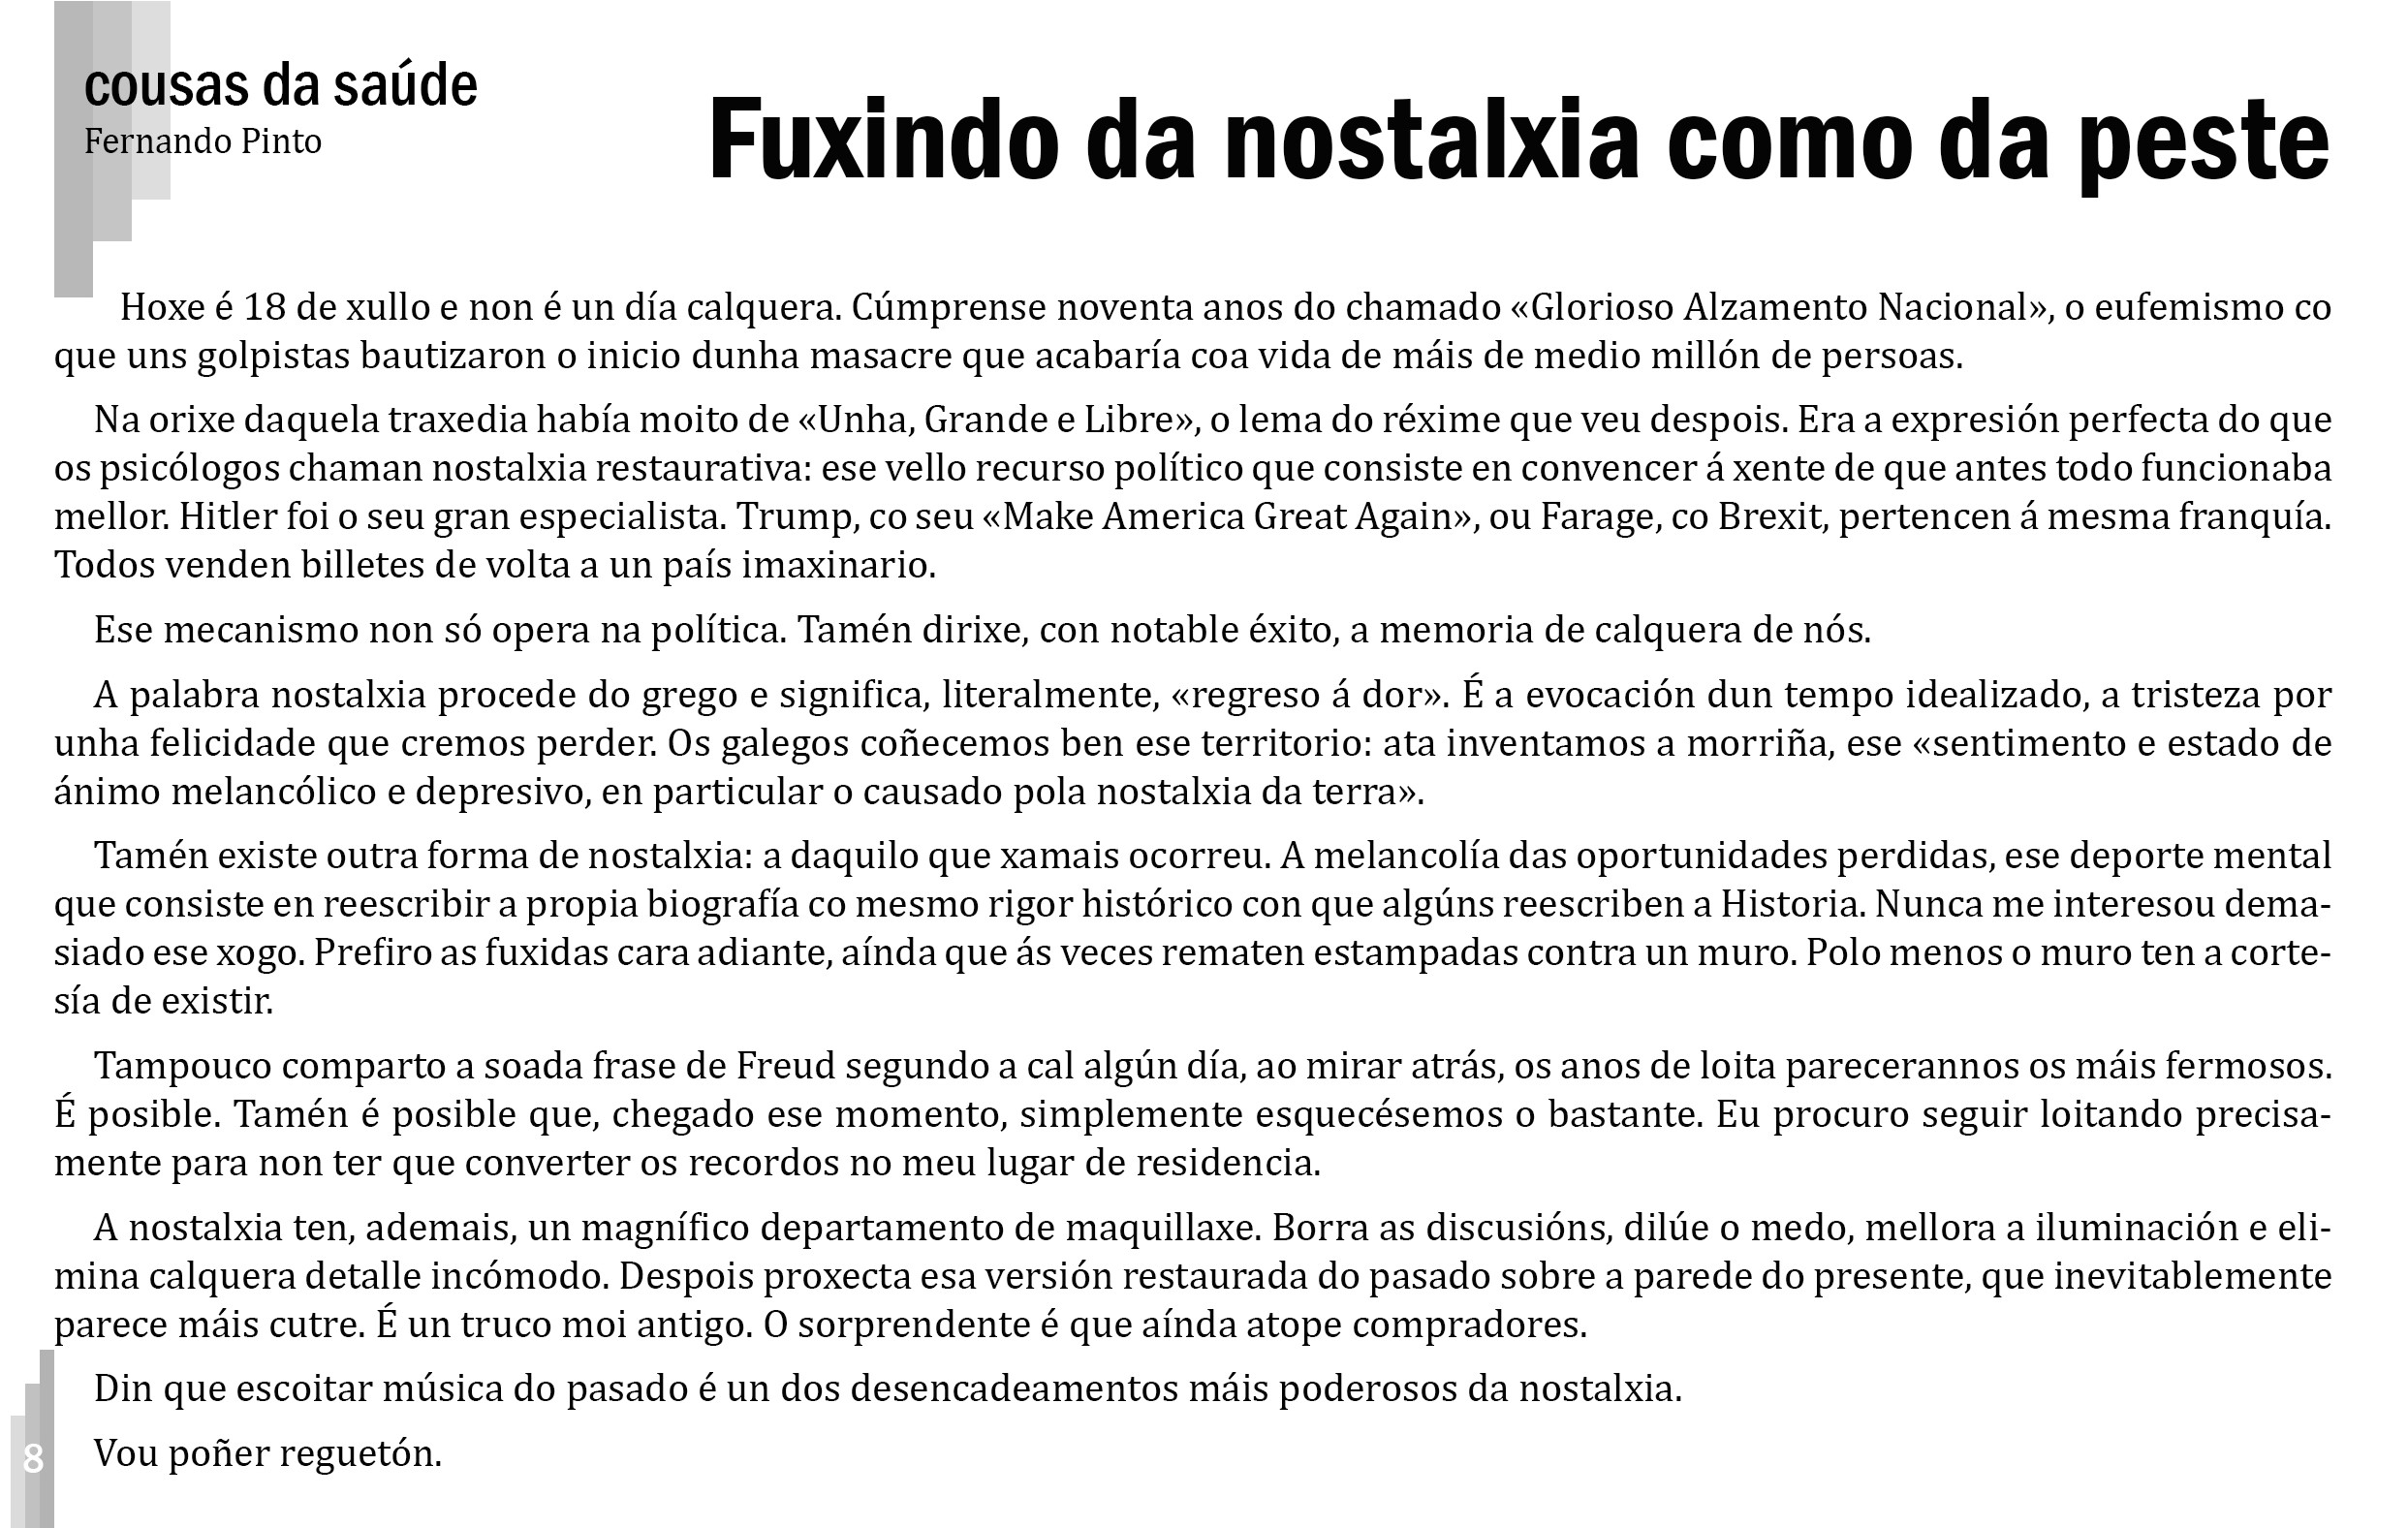 cousas da saúde
Fernando Pinto
Fuxindo da nostalxia como da peste
Hoxe é 18 de xullo e non é un día calquera. Cúmprense noventa anos do chamado «Glorioso Alzamento Nacional», o eufemismo co
que uns golpistas bautizaron o inicio dunha masacre que acabaría coa vida de máis de medio millón de persoas.
Na orixe daquela traxedia había moito de «Unha, Grande e Libre», o lema do réxime que veu despois. Era a expresión perfecta do que
os psicólogos chaman nostalxia restaurativa: ese vello recurso político que consiste en convencer á xente de que antes todo funcionaba
mellor. Hitler foi o seu gran especialista. Trump, co seu «Make America Great Again», ou Farage, co Brexit, pertencen á mesma franquía.
Todos venden billetes de volta a un país imaxinario.
Ese mecanismo non só opera na política. Tamén dirixe, con notable éxito, a memoria de calquera de nós.
A palabra nostalxia procede do grego e significa, literalmente, «regreso á dor». É a evocación dun tempo idealizado, a tristeza por
unha felicidade que cremos perder. Os galegos coñecemos ben ese territorio: ata inventamos a morriña, ese «sentimento e estado de
ánimo melancólico e depresivo, en particular o causado pola nostalxia da terra».
Tamén existe outra forma de nostalxia: a daquilo que xamais ocorreu. A melancolía das oportunidades perdidas, ese deporte mental
que consiste en reescribir a propia biografía co mesmo rigor histórico con que algúns reescriben a Historia. Nunca me interesou dema-
siado ese xogo. Prefiro as fuxidas cara adiante, aínda que ás veces rematen estampadas contra un muro. Polo menos o muro ten a corte-
sía de existir.
Tampouco comparto a soada frase de Freud segundo a cal algún día, ao mirar atrás, os anos de loita parecerannos os máis fermosos.
É posible. Tamén é posible que, chegado ese momento, simplemente esquecésemos o bastante. Eu procuro seguir loitando precisa-
mente para non ter que converter os recordos no meu lugar de residencia.
A nostalxia ten, ademais, un magnífico departamento de maquillaxe. Borra as discusións, dilúe o medo, mellora a iluminación e eli-
mina calquera detalle incómodo. Despois proxecta esa versión restaurada do pasado sobre a parede do presente, que inevitablemente
parece máis cutre. É un truco moi antigo. O sorprendente é que aínda atope compradores.
Din que escoitar música do pasado é un dos desencadeamentos máis poderosos da nostalxia.
Vou poñer reguetón.
8